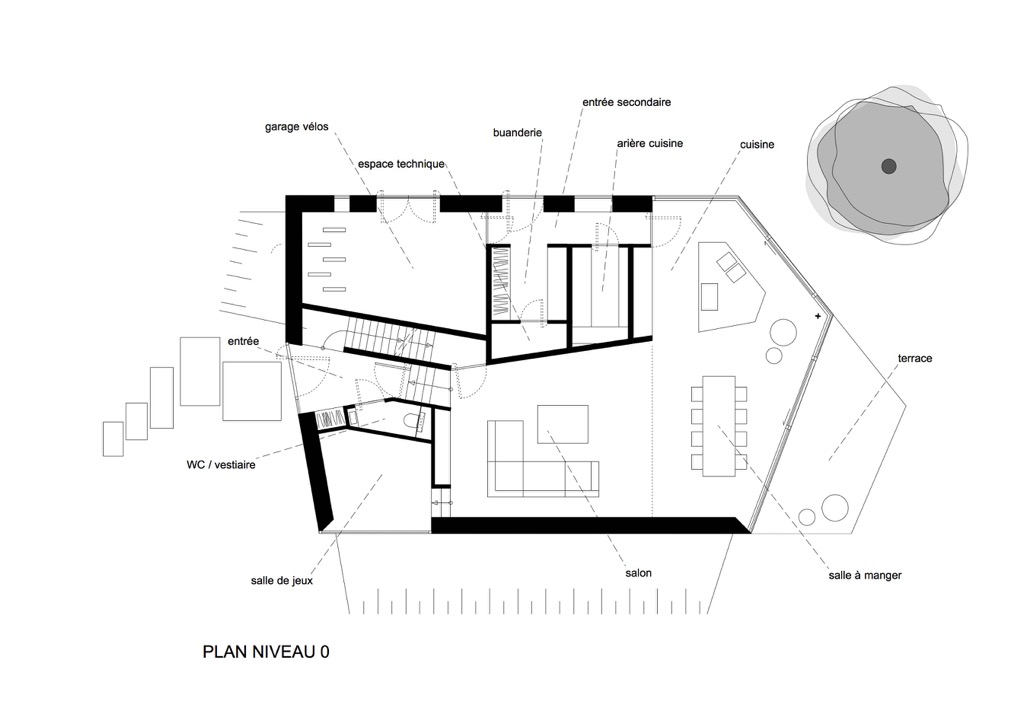 entrée secondaire
garage vélos
buanderie
arière cuisine
cuisine
espace technique
entrée
terrace
WC / vestiaire
salon
salle à manger
salle de jeux
PLAN NIVEAU 0